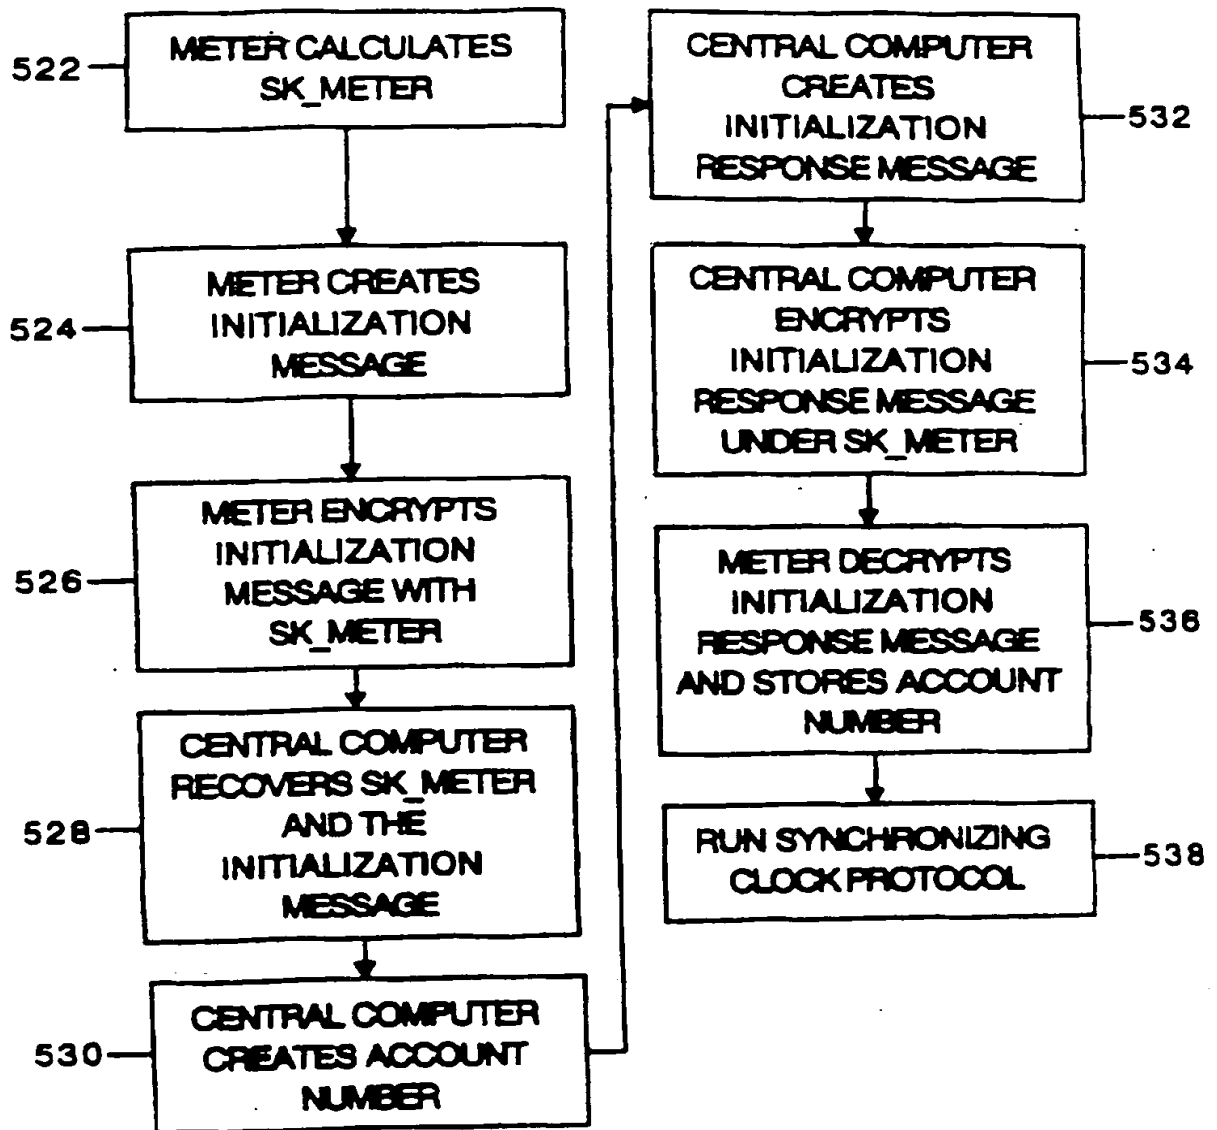 522
METER CALCULATES
SK_METER
524
METER CREATES
INITIALIZATION
MESSAGE
526
METER ENCRYPTS
INITIALIZATION
MESSAGE WITH
SK_METER
528
CENTRAL COMPUTER
RECOVERS SK_METER
AND THE
INITIALIZATION
MESSAGE
530
CENTRAL COMPUTER
CREATES ACCOUNT
NUMBER
CENTRAL COMPUTER
CREATES
INITIALIZATION
RESPONSE MESSAGE
532
CENTRAL COMPUTER
ENCRYPTS
INITIALIZATION
RESPONSE MESSAGE
UNDER SK_METER
534
METER DECRYPTS
INITIALIZATION
RESPONSE MESSAGE
AND STORES ACCOUNT
NUMBER
536
RUN SYNCHRONIZING
CLOCK PROTOCOL
538